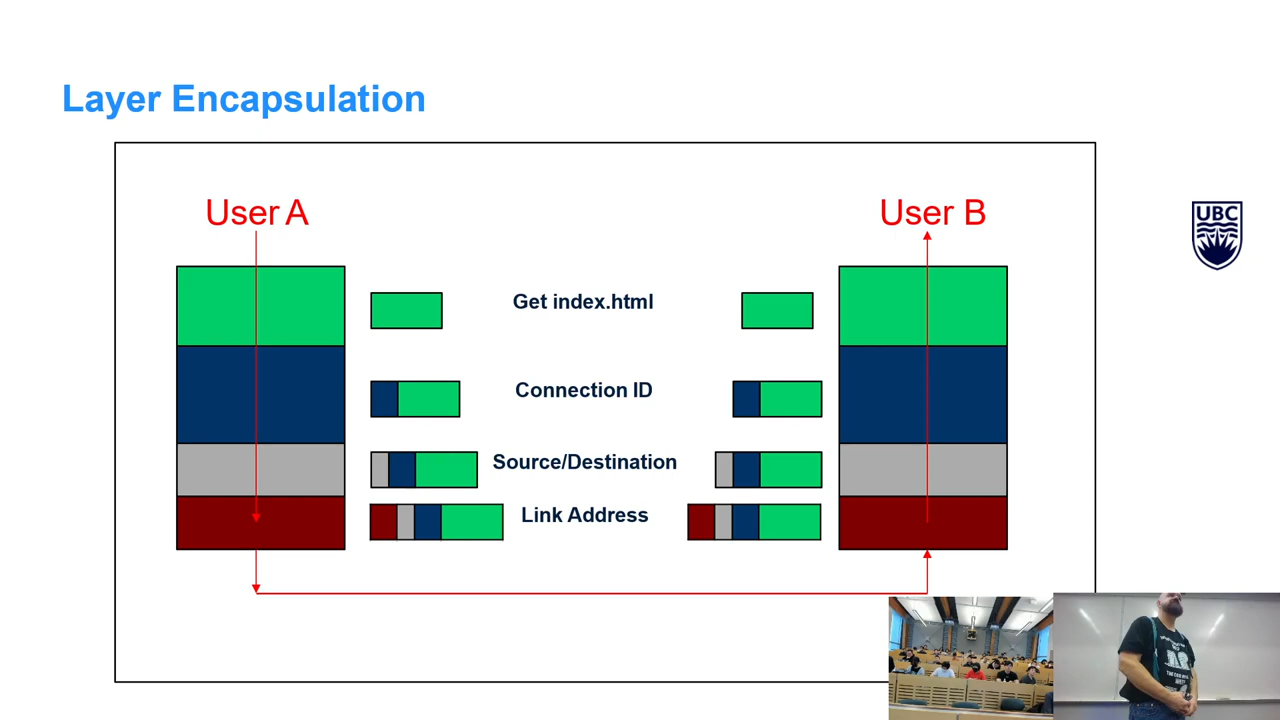 Layer Encapsulation
User A
User B
UBC
Get index.html
Connection ID
Source/Destination
Link Address